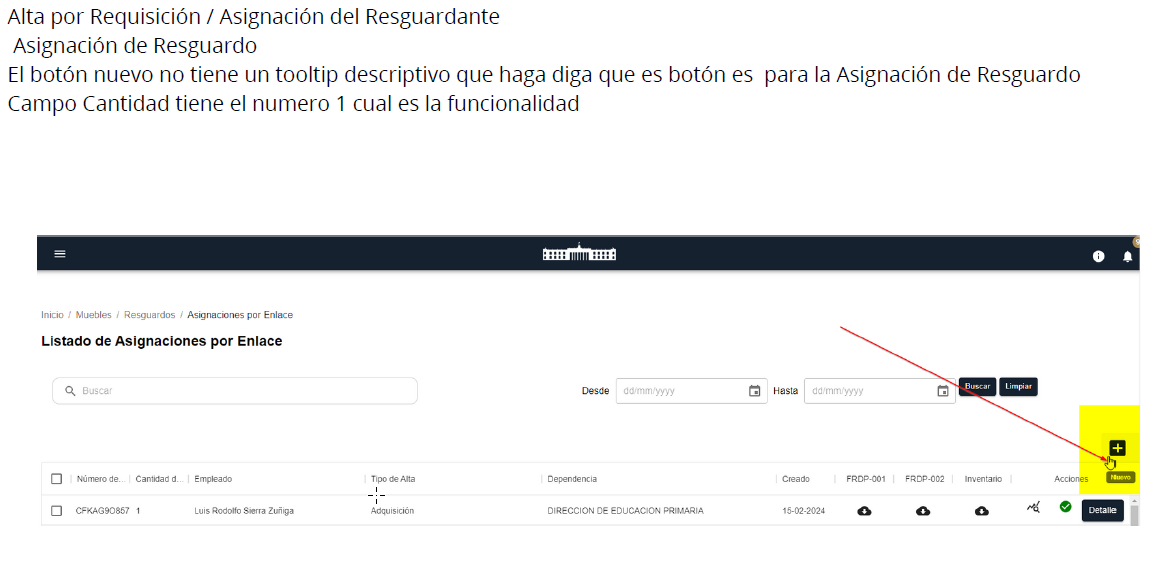 Alta por Requisición / Asignación del Resguardante
Asignación de Resguardo
El botón nuevo no tiene un tooltip descriptivo que haga diga que es botón es para la Asignación de Resguardo
Campo Cantidad tiene el numero 1 cual es la funcionalidad
Inicio / Muebles / Resguardos / Asignaciones por Enlace
Listado de Asignaciones por Enlace
Buscar Desde dd/mm/yyyy Hasta dd/mm/yyyy Buscar Limpiar
Número de... Cantidad d... Empleado Tipo de Alta Dependencia Creado FRDP-001 FRDP-002 Inventario Acciones Nuevo
CFKAG9O857 1 Luis Rodolfo Sierra Zuñiga Adquisición DIRECCION DE EDUCACION PRIMARIA 15-02-2024 Detalle